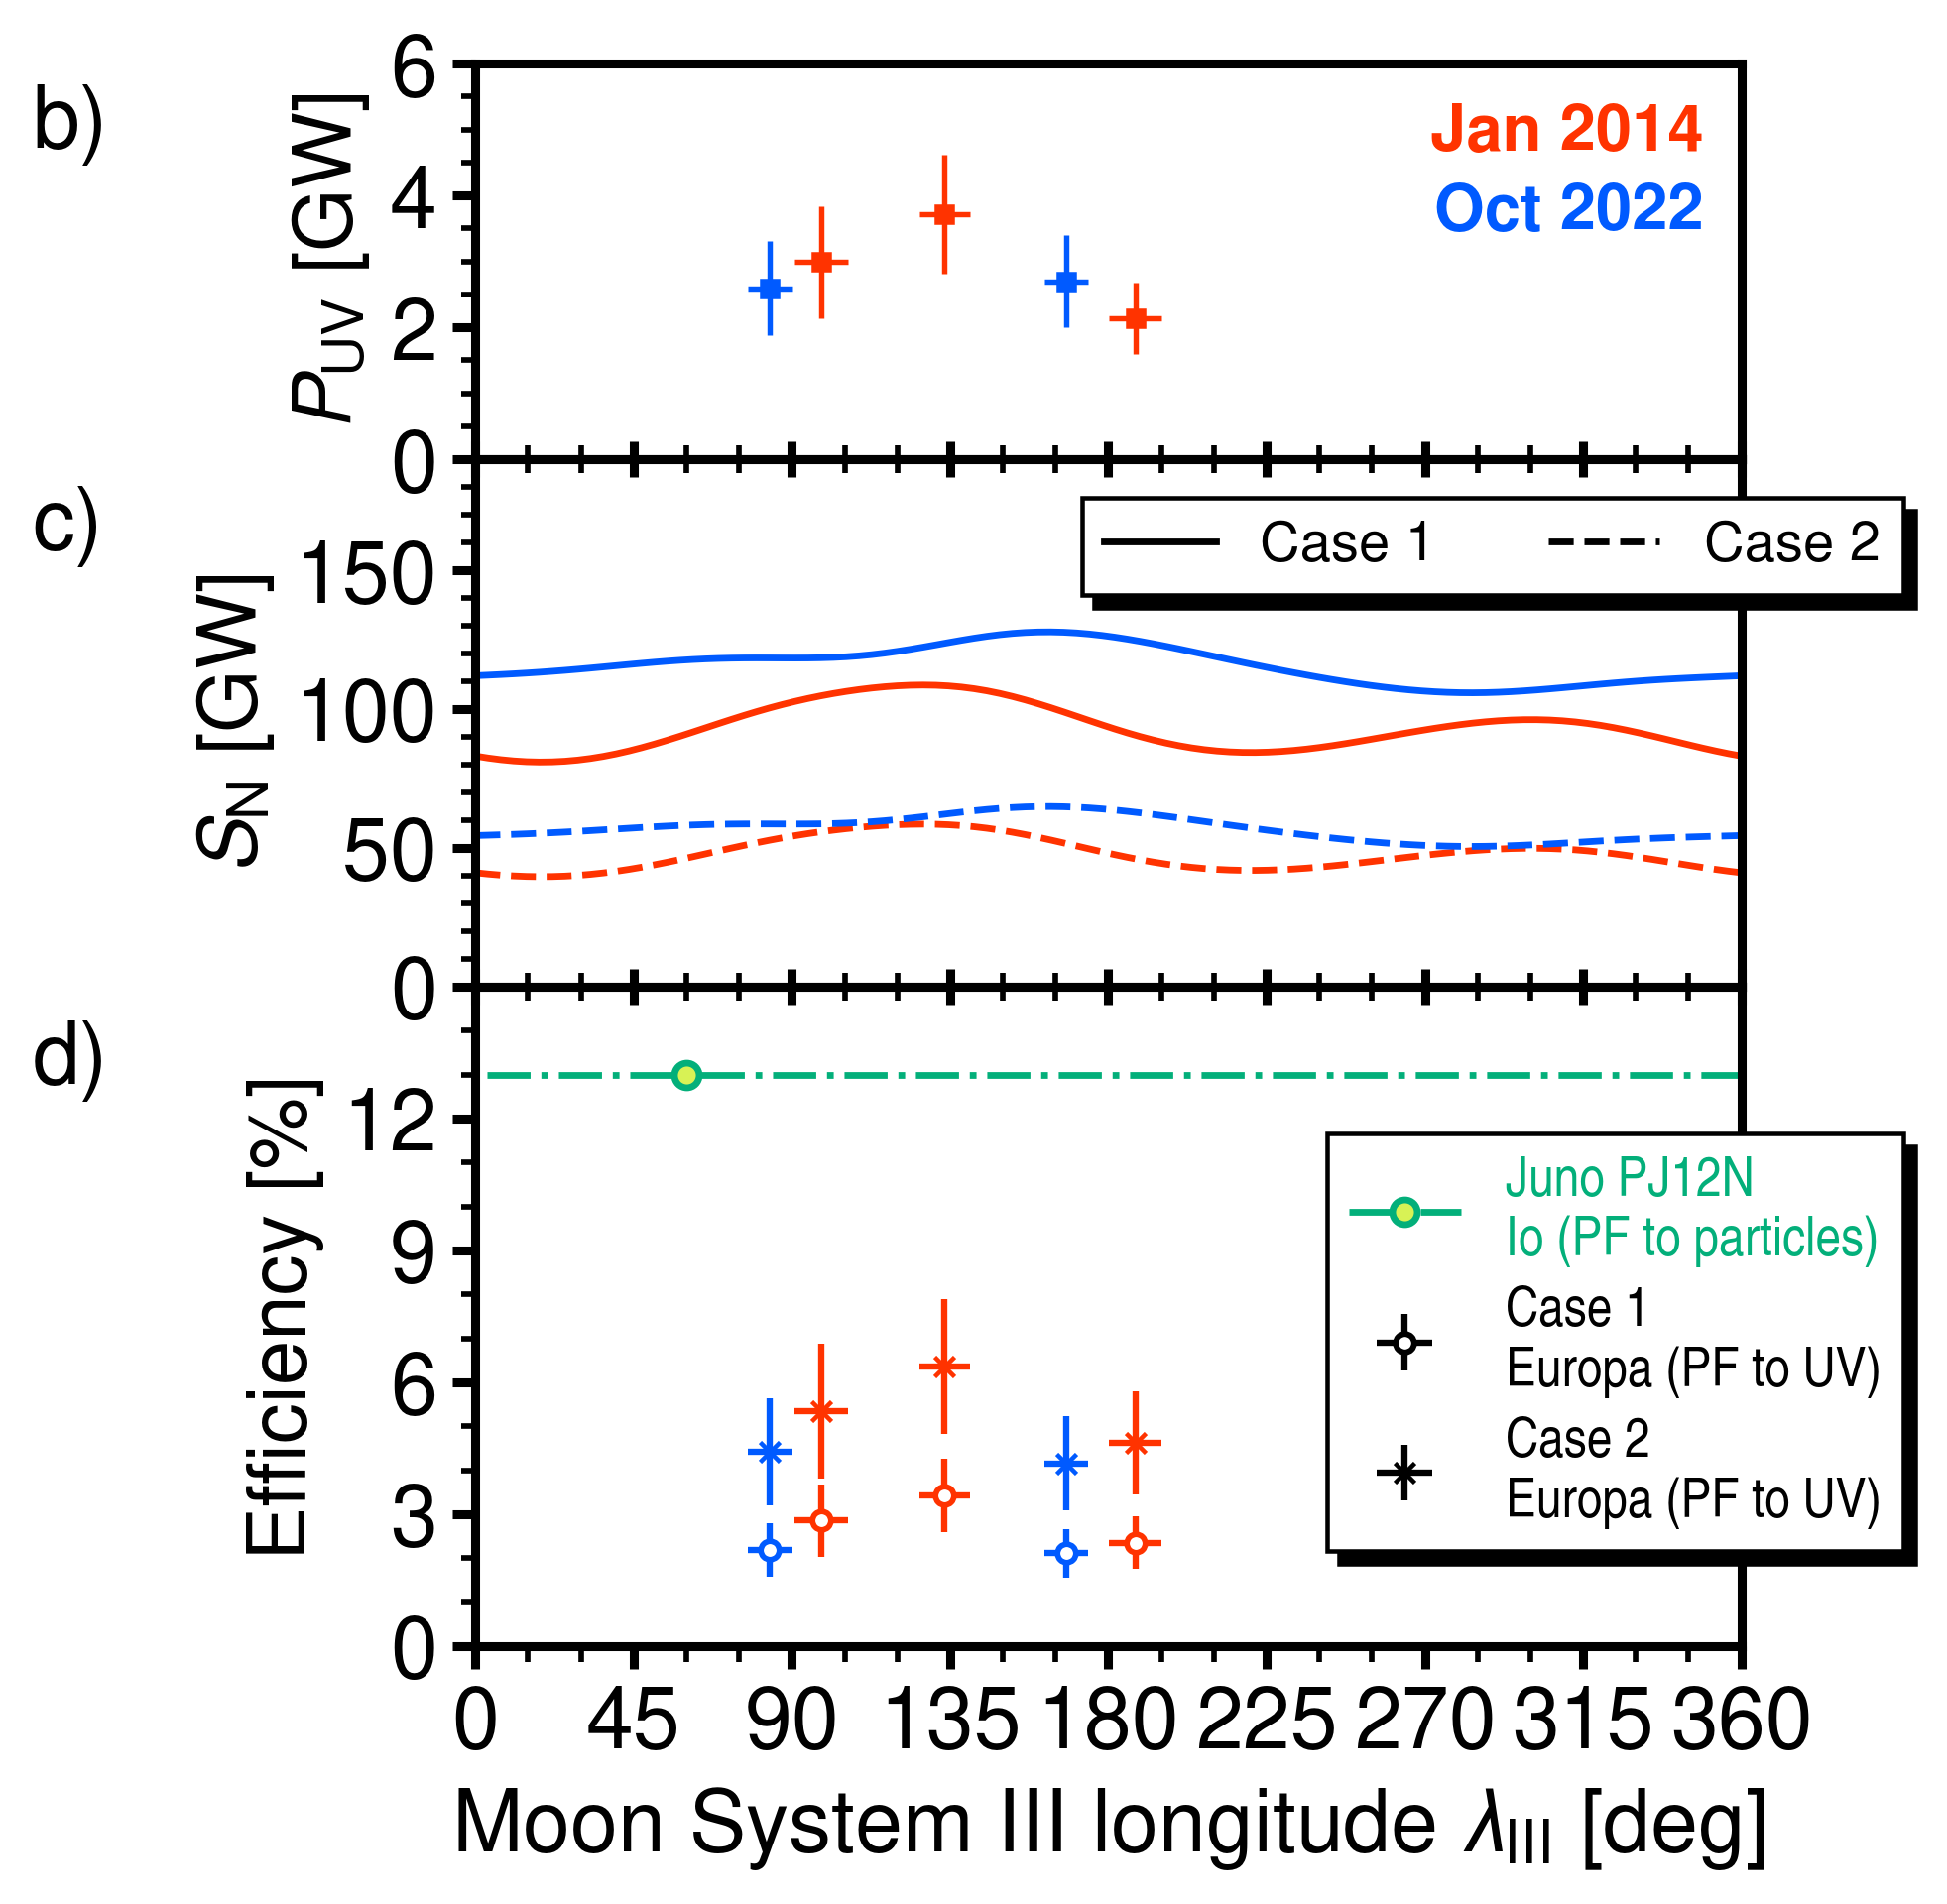 b)
P_UV [GW]
6
4
2
0
Jan 2014
Oct 2022
c)
S_N [GW]
150
100
50
0
Case 1 Case 2
d)
Efficiency [%]
12
9
6
3
0
Juno PJ12N
Io (PF to particles)
Case 1
Europa (PF to UV)
Case 2
Europa (PF to UV)
0 45 90 135 180 225 270 315 360
Moon System III longitude λ_III [deg]